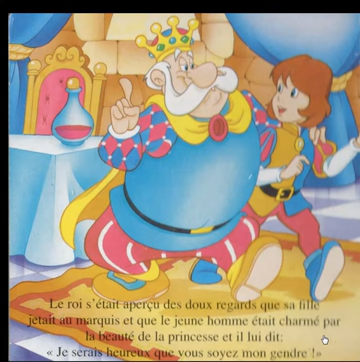 Le roi s'était aperçu des doux regards que sa fille
jetait au marquis et que le jeune homme était charmé par
la beauté de la princesse et il lui dit:
« Je serais heureux que vous soyez mon gendre ! »